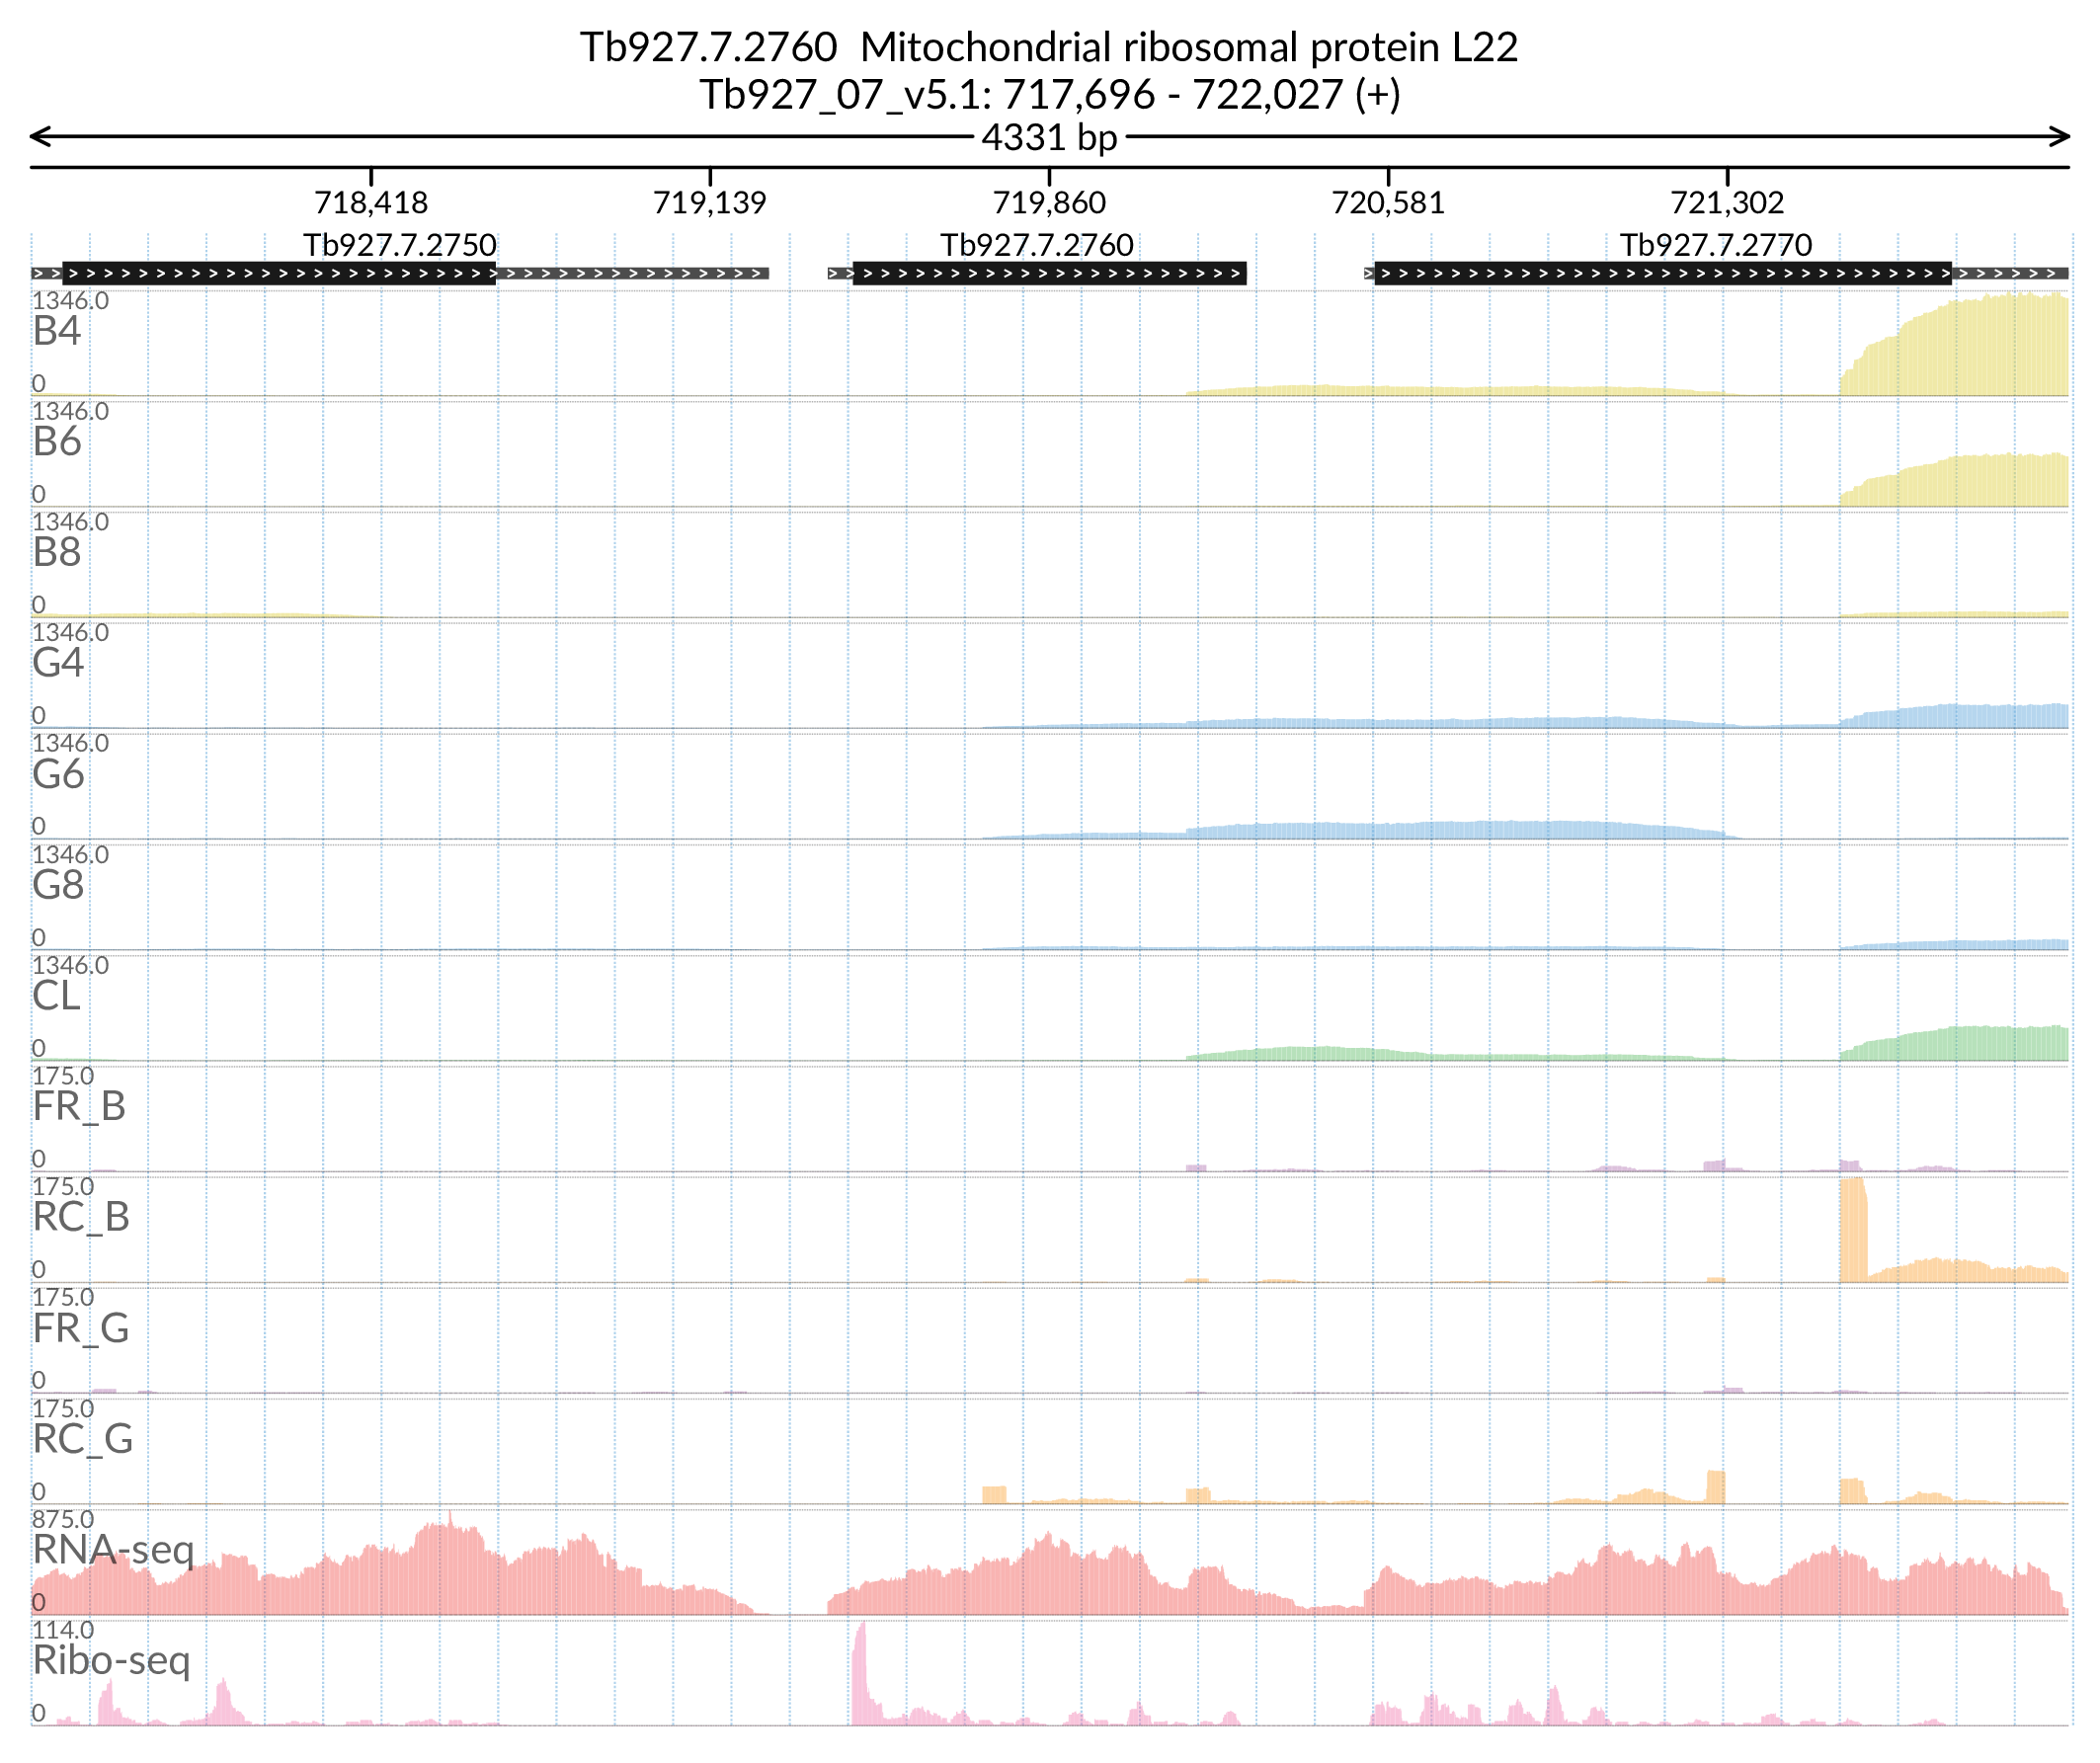 Tb927.7.2760 Mitochondrial ribosomal protein L22
Tb927_07_v5.1: 717,696 - 722,027 (+)
4331 bp
718,418 719,139 719,860 720,581 721,302
Tb927.7.2750 Tb927.7.2760 Tb927.7.2770
1346.0
B4
0
1346.0
B6
0
1346.0
B8
0
1346.0
G4
0
1346.0
G6
0
1346.0
G8
0
1346.0
CL
0
175.0
FR_B
0
175.0
RC_B
0
175.0
FR_G
0
175.0
RC_G
0
875.0
RNA-seq
0
114.0
Ribo-seq
0